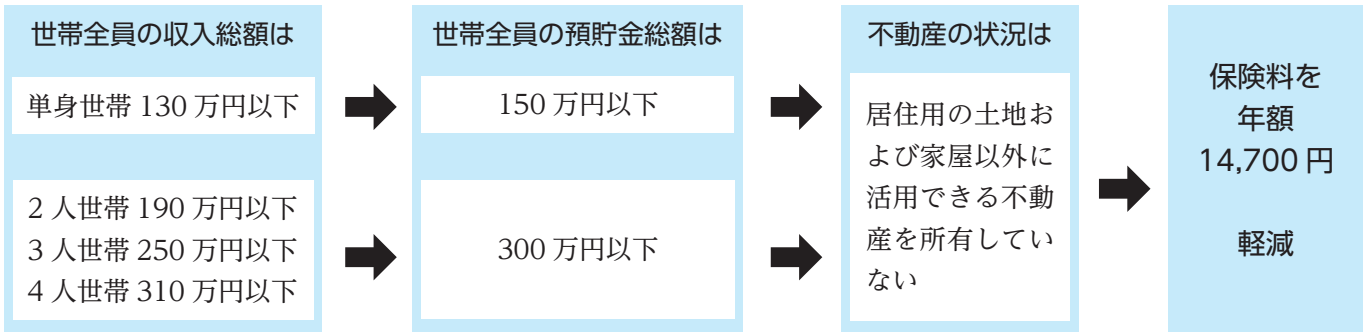 世帯全員の収入総額は
単身世帯 130 万円以下
2 人世帯 190 万円以下
3 人世帯 250 万円以下
4 人世帯 310 万円以下
世帯全員の預貯金総額は
150 万円以下
300 万円以下
不動産の状況は
居住用の土地お
よび家屋以外に
活用できる不動
産を所有してい
ない
保険料を
年額
14,700 円
軽減